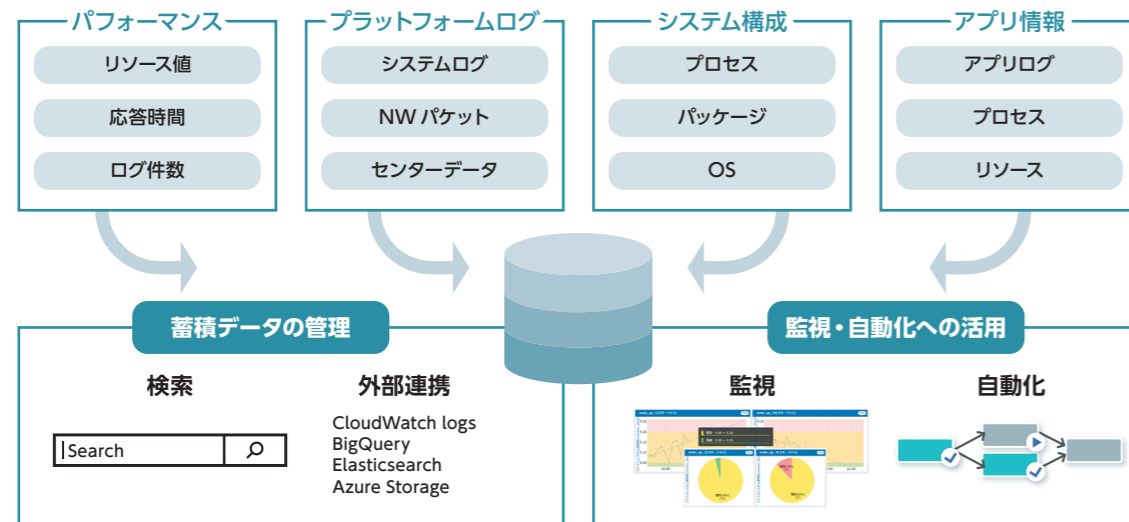 パフォーマンス
リソース値
応答時間
ログ件数
プラットフォームログ
システムログ
NW パケット
センターデータ
システム構成
プロセス
パッケージ
OS
アプリ情報
アプリログ
プロセス
リソース
蓄積データの管理
検索
Search
外部連携
CloudWatch logs
BigQuery
Elasticsearch
Azure Storage
監視・自動化への活用
監視
自動化